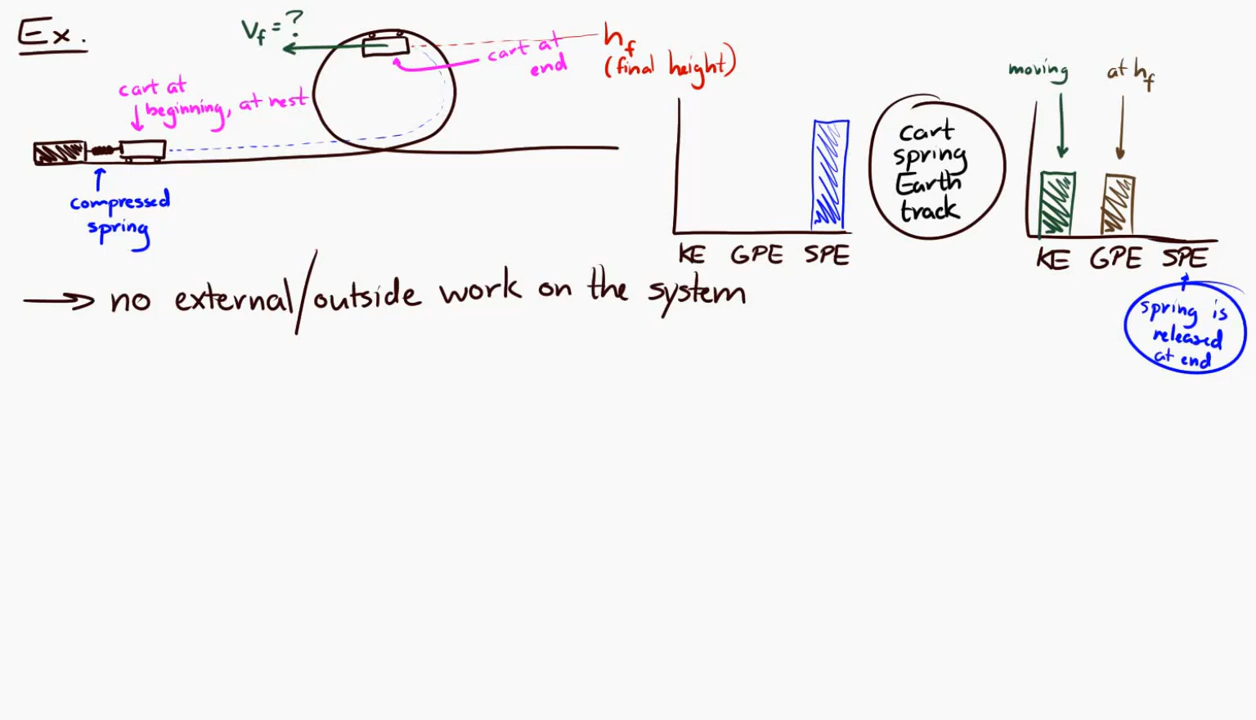 Ex.
Vf = ?
cart at
beginning, at rest
cart at
end
hf
(final height)
compressed
spring
KE GPE SPE
cart
spring
Earth
track
moving
at hf
KE GPE SPE
spring is
released
at end
→ no external/outside work on the system